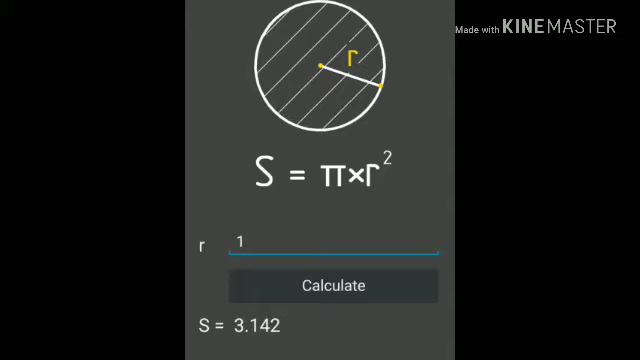 Made with KINEMASTER
r
S = π×r²
r 1
Calculate
S = 3.142